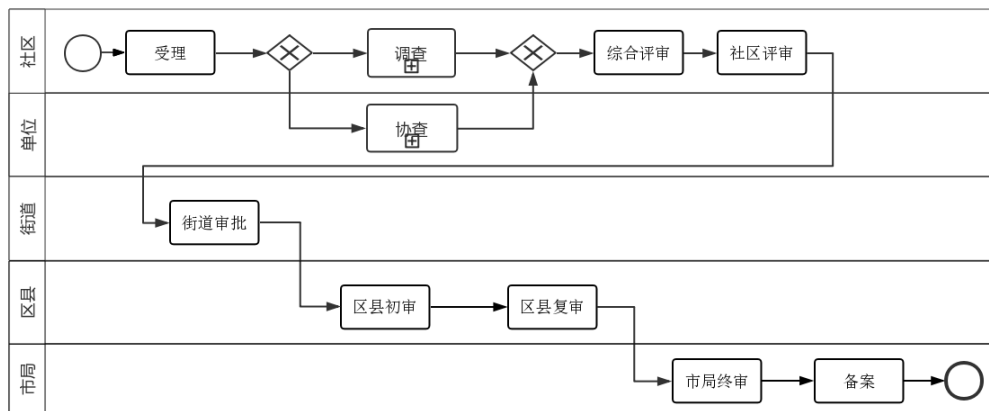 社区
受理
调查
综合评审
社区评审
单位
协查
街道
街道审批
区县
区县初审
区县复审
市局
市局终审
备案